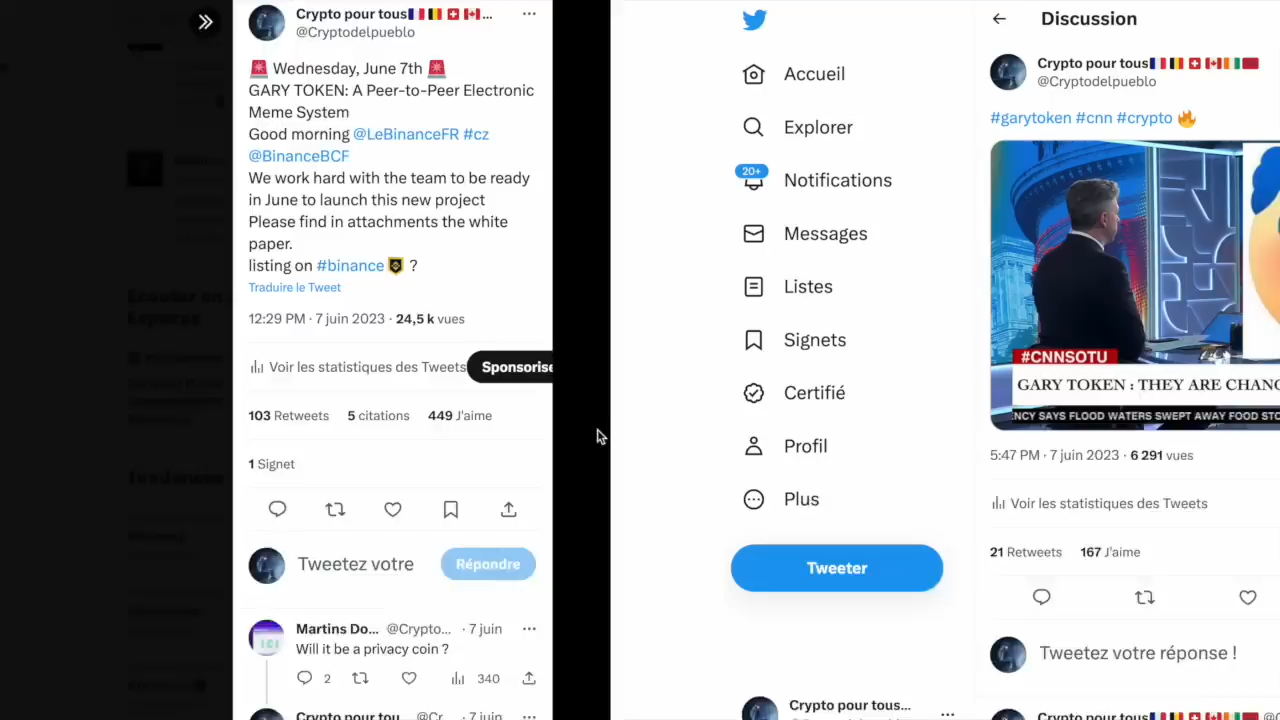 Crypto pour tous🇫🇷🇧🇪🇨🇭🇨🇦...
@Cryptodelpueblo
🚨 Wednesday, June 7th 🚨
GARY TOKEN: A Peer-to-Peer Electronic
Meme System
Good morning @LeBinanceFR #cz
@BinanceBCF
We work hard with the team to be ready
in June to launch this new project
Please find in attachments the white
paper.
listing on #binance ?
Traduire le Tweet
12:29 PM · 7 juin 2023 · 24,5 k vues
Voir les statistiques des Tweets
Sponsorise
103 Retweets 5 citations 449 J'aime
1 Signet
Tweetez votre
Répondre
Martins Do... @Crypto... · 7 juin
Will it be a privacy coin ?
2 340
Crypto pour tou... @Cr... · 7 juin
Accueil
Explorer
20+
Notifications
Messages
Listes
Signets
Certifié
Profil
Plus
Tweeter
Crypto pour tous...
Discussion
Crypto pour tous🇫🇷🇧🇪🇨🇭🇨🇦🇮🇪🇲🇦
@Cryptodelpueblo
#garytoken #cnn #crypto 🔥
#CNNSOTU
GARY TOKEN : THEY ARE CHANG
NCY SAYS FLOOD WATERS SWEPT AWAY FOOD STO
5:47 PM · 7 juin 2023 · 6 291 vues
Voir les statistiques des Tweets
21 Retweets 167 J'aime
Tweetez votre réponse !
Crypto pour tous